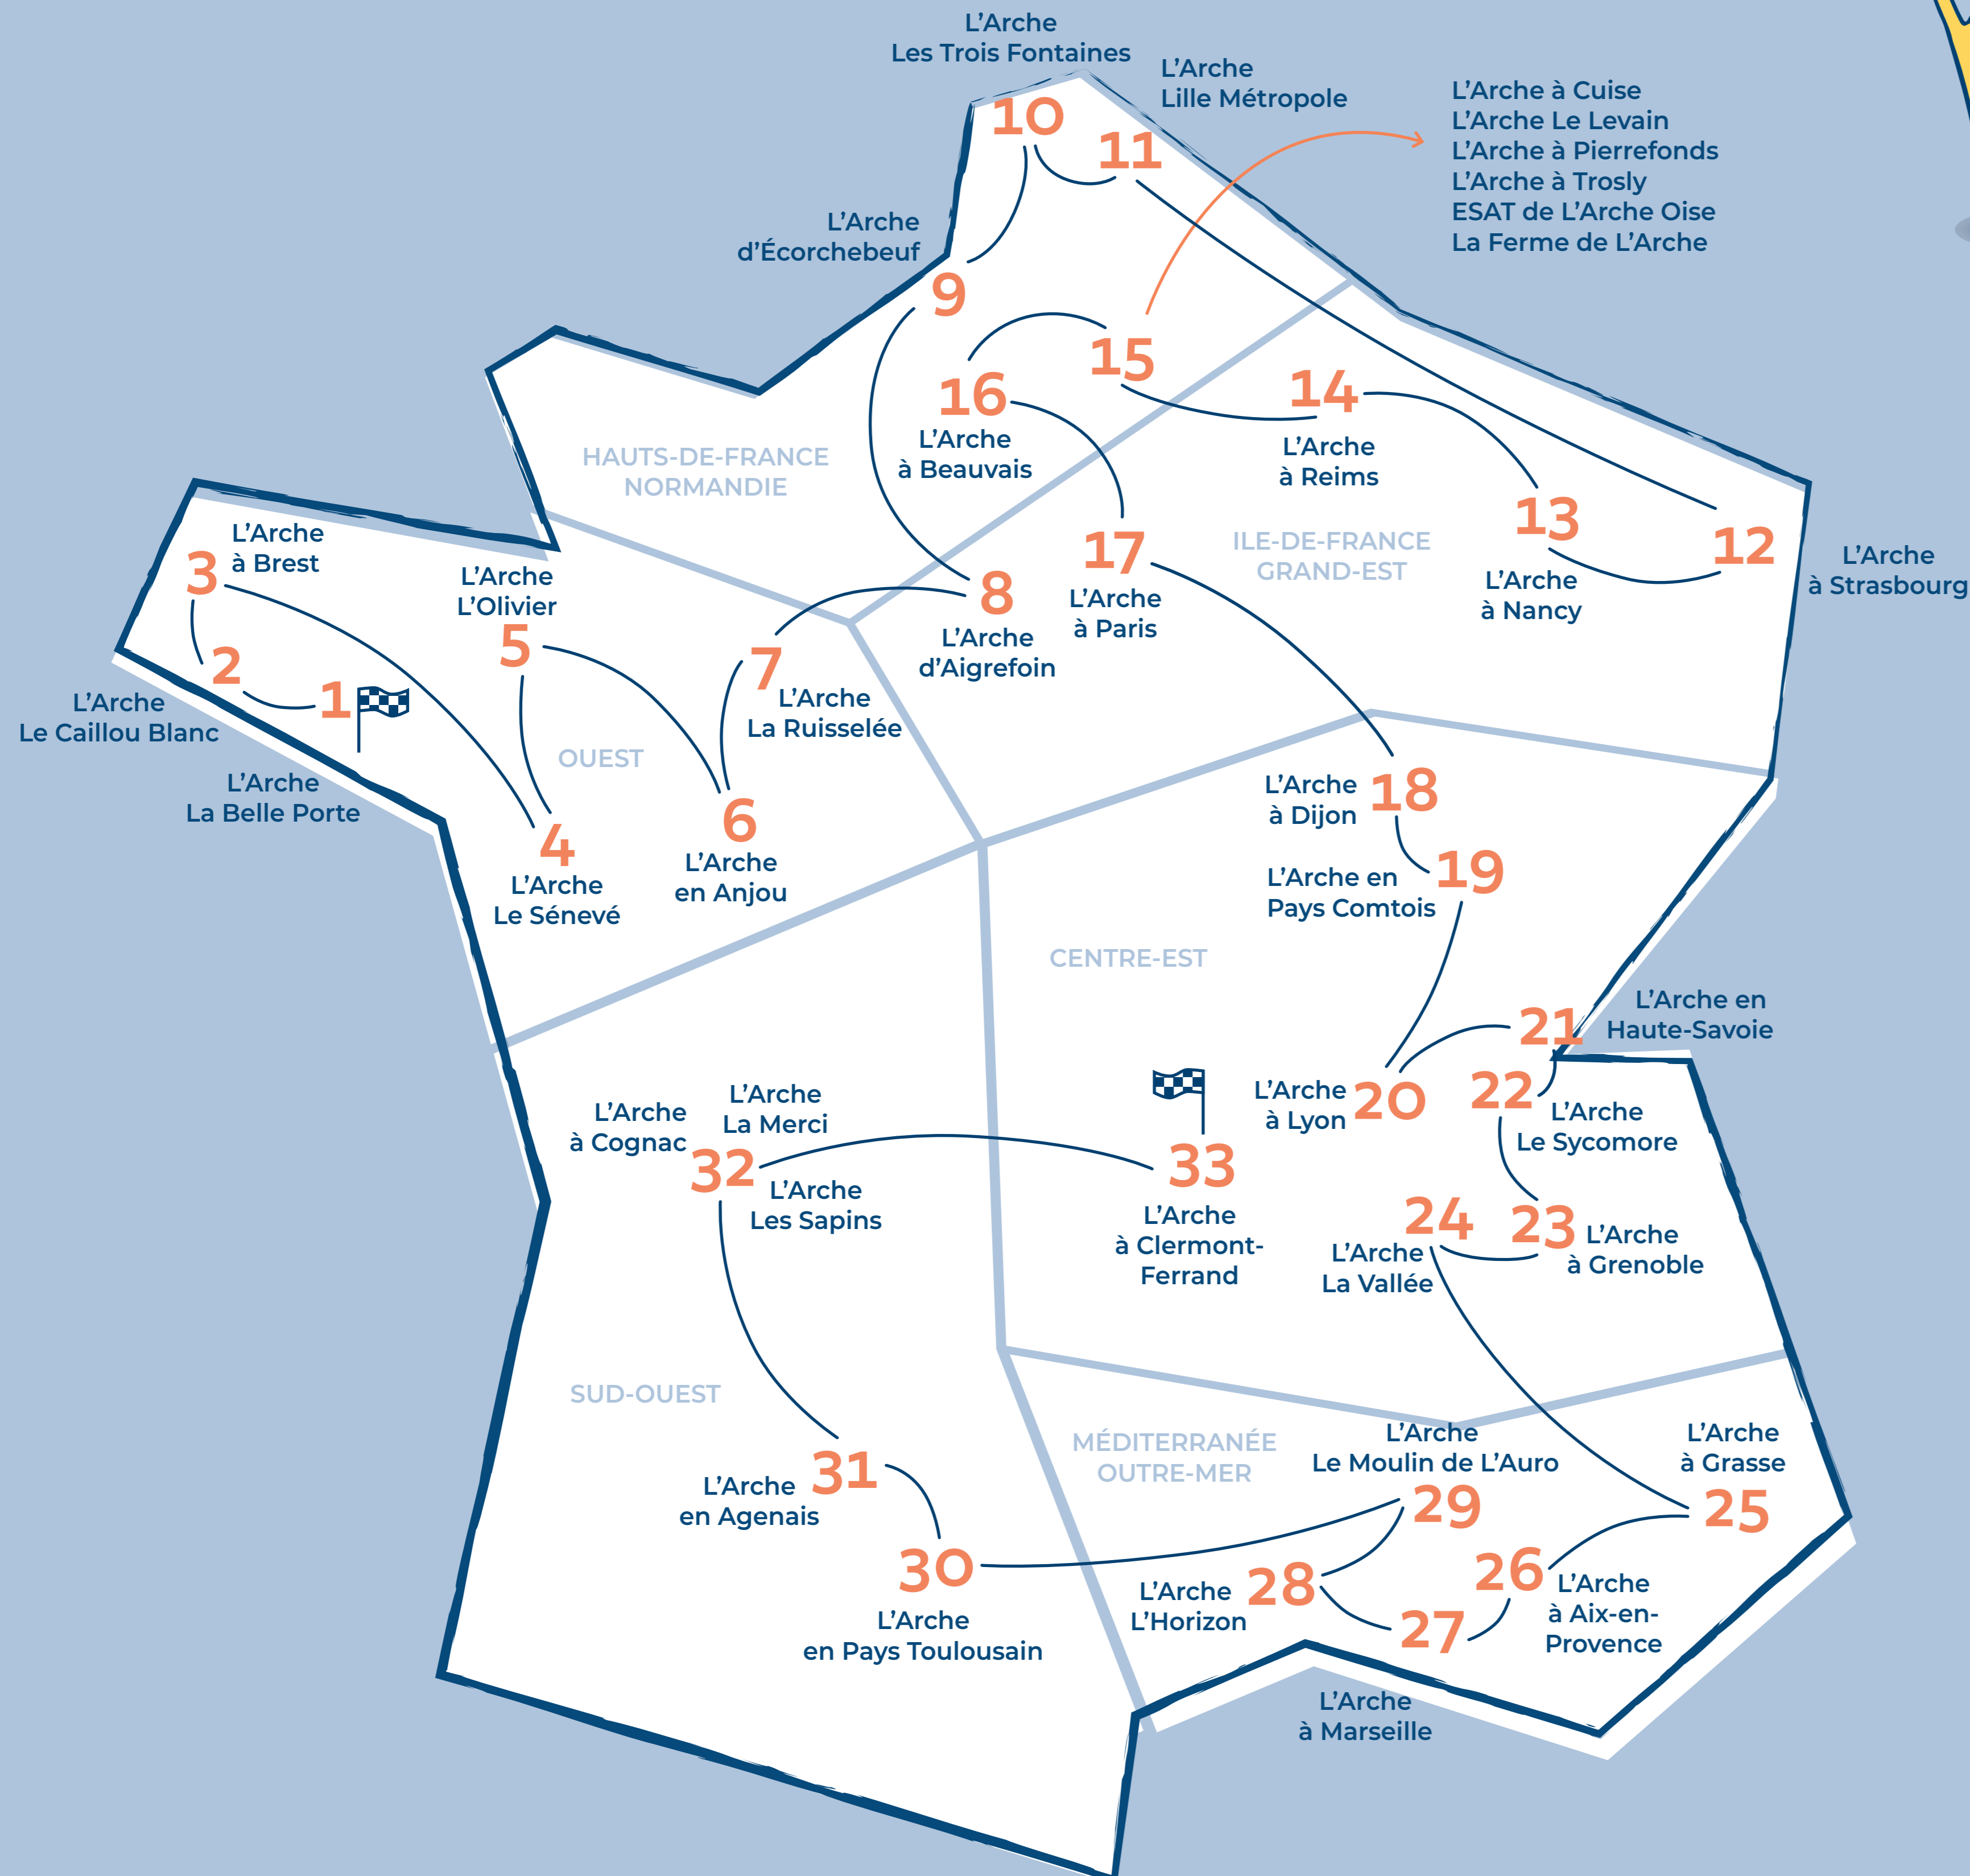 L'Arche
Les Trois Fontaines
10
L'Arche
Lille Métropole
11
L'Arche à Cuise
L'Arche Le Levain
L'Arche à Pierrefonds
L'Arche à Trosly
ESAT de L'Arche Oise
La Ferme de L'Arche
L'Arche
d'Écorchebeuf
9
15
16
L'Arche
à Beauvais
14
L'Arche
à Reims
HAUTS-DE-FRANCE
NORMANDIE
13
L'Arche
à Nancy
12
L'Arche
à Strasbourg
ILE-DE-FRANCE
GRAND-EST
17
L'Arche
à Paris
8
L'Arche
d'Aigrefoin
L'Arche
à Brest
3
L'Arche
L'Olivier
5
2
L'Arche
Le Caillou Blanc
1
L'Arche
La Belle Porte
7
L'Arche
La Ruisselée
OUEST
4
L'Arche
Le Sénevé
6
L'Arche
en Anjou
L'Arche
à Dijon
18
L'Arche en
Pays Comtois
19
CENTRE-EST
21
L'Arche en
Haute-Savoie
L'Arche
à Lyon
20
22
L'Arche
Le Sycomore
L'Arche
à Cognac
L'Arche
La Merci
32
L'Arche
Les Sapins
33
L'Arche
à Clermont-
Ferrand
24
L'Arche
La Vallée
23
L'Arche
à Grenoble
SUD-OUEST
MÉDITERRANÉE
OUTRE-MER
L'Arche
Le Moulin de L'Auro
29
L'Arche
à Grasse
25
31
L'Arche
en Agenais
30
L'Arche
en Pays Toulousain
L'Arche
L'Horizon
28
26
L'Arche
à Aix-en-
Provence
27
L'Arche
à Marseille